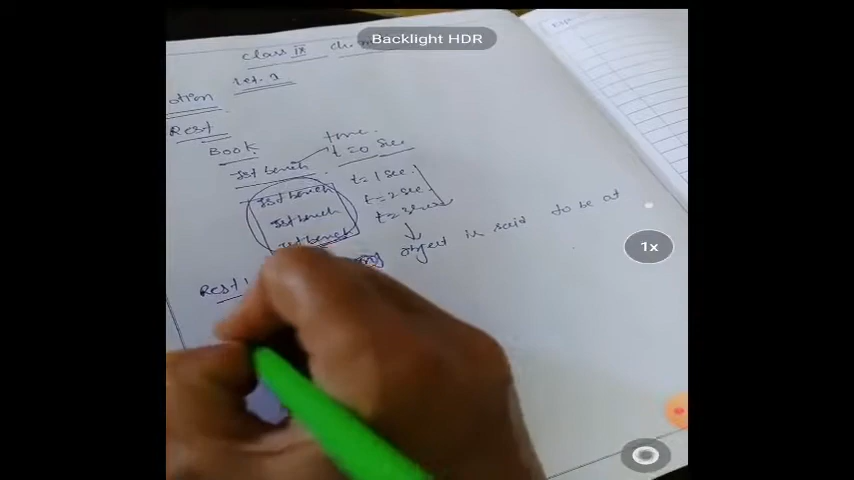 Backlight HDR
Class IX ch.
Lec. 1
otion
Rest
Book
time.
1st bench t=0 sec
1st bench t=1 sec.
1st bench t=2 sec.
1st bench t=3 sec
Rest! object is said to be at
1x